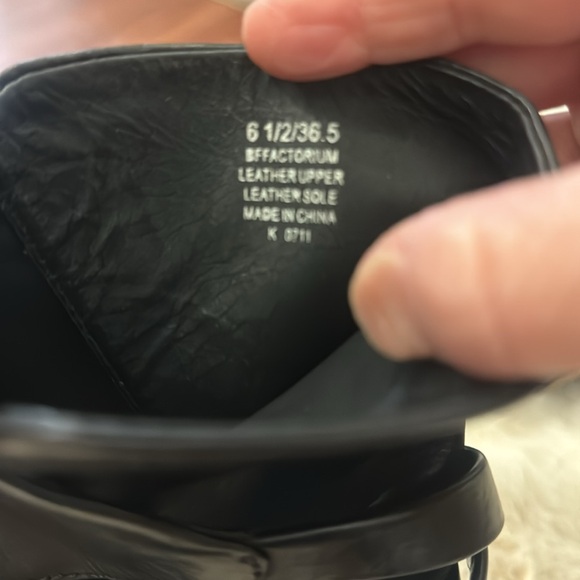 6 1/2/36.5
BFFACTORIUM
LEATHER UPPER
LEATHER SOLE
MADE IN CHINA
K 0711